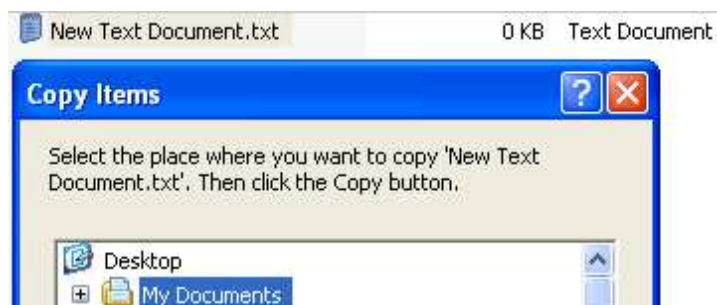 New Text Document.txt 0 KB Text Document
Copy Items
Select the place where you want to copy 'New Text
Document.txt'. Then click the Copy button.
Desktop
My Documents